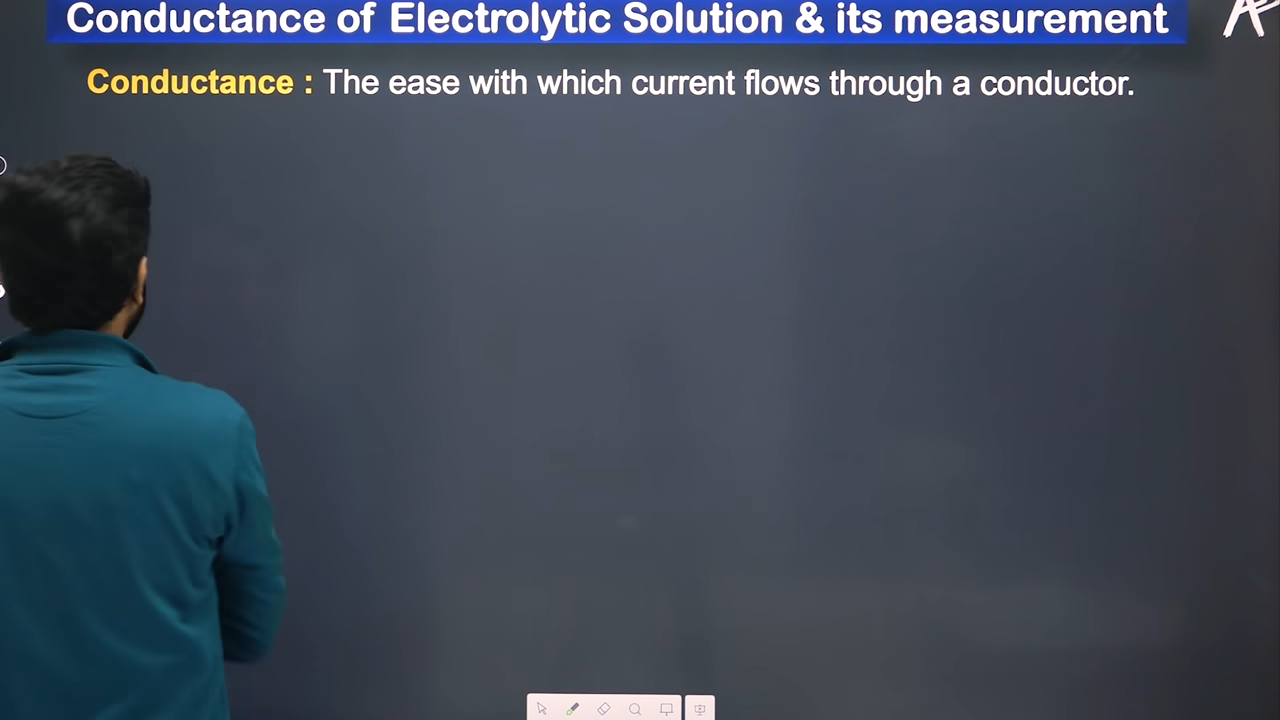 Conductance of Electrolytic Solution & its measurement
Conductance : The ease with which current flows through a conductor.